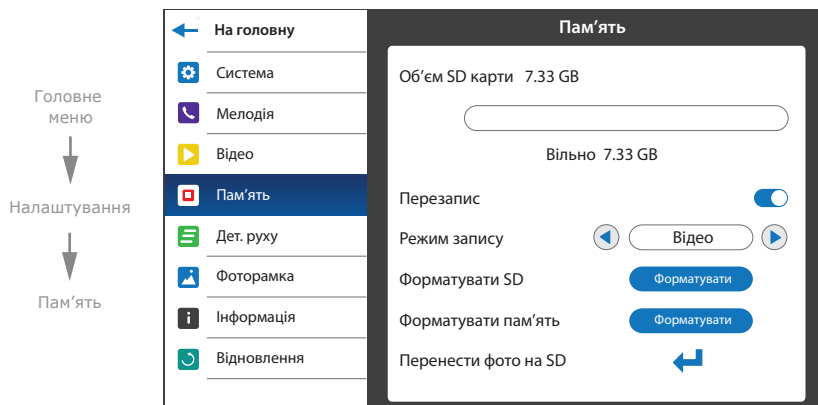 Головне
меню
Налаштування
Пам'ять
На головну
Система
Мелодія
Відео
Пам'ять
Дет. руху
Фоторамка
Інформація
Відновлення
Пам'ять
Об'єм SD карти 7.33 GB
Вільно 7.33 GB
Перезапис
Режим запису Відео
Форматувати SD Форматувати
Форматувати пам'ять Форматувати
Перенести фото на SD